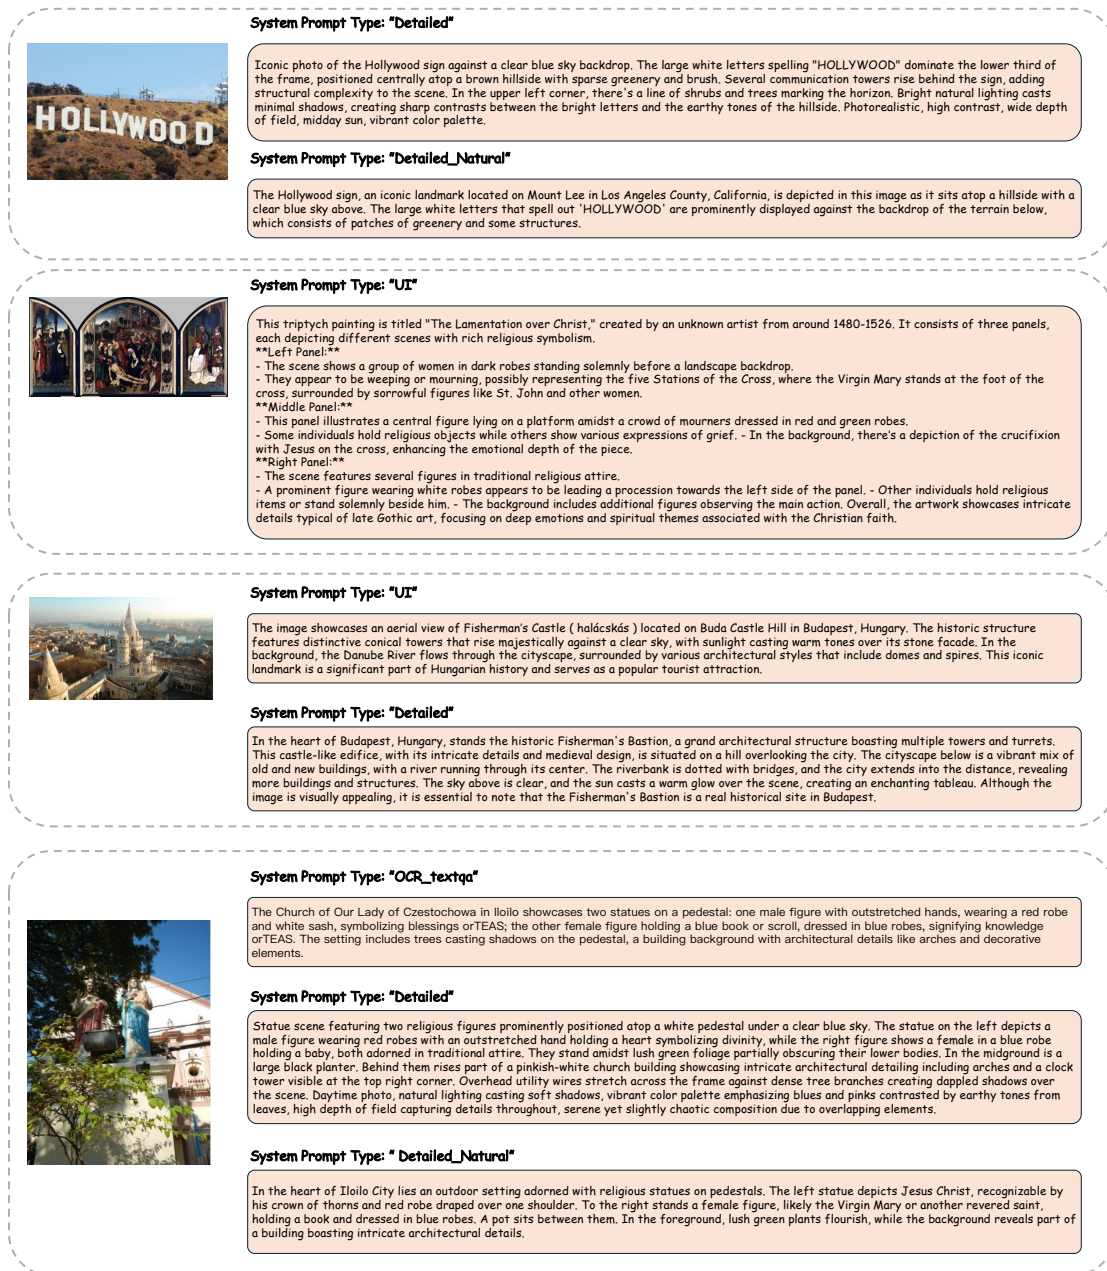 System Prompt Type: "Detailed"
HOLLYWOOD
Iconic photo of the Hollywood sign against a clear blue sky backdrop. The large white letters spelling "HOLLYWOOD" dominate the lower third of
the frame, positioned centrally atop a brown hillside with sparse greenery and brush. Several communication towers rise behind the sign, adding
structural complexity to the scene. In the upper left corner, there's a line of shrubs and trees marking the horizon. Bright natural lighting casts
minimal shadows, creating sharp contrasts between the bright letters and the earthy tones of the hillside. Photorealistic, high contrast, wide depth
of field, midday sun, vibrant color palette.
System Prompt Type: "Detailed_Natural"
The Hollywood sign, an iconic landmark located on Mount Lee in Los Angeles County, California, is depicted in this image as it sits atop a hillside with a
clear blue sky above. The large white letters that spell out 'HOLLYWOOD' are prominently displayed against the backdrop of the terrain below,
which consists of patches of greenery and some structures.
System Prompt Type: "UI"
This triptych painting is titled "The Lamentation over Christ," created by an unknown artist from around 1480-1526. It consists of three panels,
each depicting different scenes with rich religious symbolism.
**Left Panel:**
- The scene shows a group of women in dark robes standing solemnly before a landscape backdrop.
- They appear to be weeping or mourning, possibly representing the five Stations of the Cross, where the Virgin Mary stands at the foot of the
cross, surrounded by sorrowful figures like St. John and other women.
**Middle Panel:**
- This panel illustrates a central figure lying on a platform amidst a crowd of mourners dressed in red and green robes.
- Some individuals hold religious objects while others show various expressions of grief. - In the background, there's a depiction of the crucifixion
with Jesus on the cross, enhancing the emotional depth of the piece.
**Right Panel:**
- The scene features several figures in traditional religious attire.
- A prominent figure wearing white robes appears to be leading a procession towards the left side of the panel. - Other individuals hold religious
items or stand solemnly beside him. - The background includes additional figures observing the main action. Overall, the artwork showcases intricate
details typical of late Gothic art, focusing on deep emotions and spiritual themes associated with the Christian faith.
System Prompt Type: "UI"
The image showcases an aerial view of Fisherman's Castle ( halácskás ) located on Buda Castle Hill in Budapest, Hungary. The historic structure
features distinctive conical towers that rise majestically against a clear sky, with sunlight casting warm tones over its stone facade. In the
background, the Danube River flows through the cityscape, surrounded by various architectural styles that include domes and spires. This iconic
landmark is a significant part of Hungarian history and serves as a popular tourist attraction.
System Prompt Type: "Detailed"
In the heart of Budapest, Hungary, stands the historic Fisherman's Bastion, a grand architectural structure boasting multiple towers and turrets.
This castle-like edifice, with its intricate details and medieval design, is situated on a hill overlooking the city. The cityscape below is a vibrant mix of
old and new buildings, with a river running through its center. The riverbank is dotted with bridges, and the city extends into the distance, revealing
more buildings and structures. The sky above is clear, and the sun casts a warm glow over the scene, creating an enchanting tableau. Although the
image is visually appealing, it is essential to note that the Fisherman's Bastion is a real historical site in Budapest.
System Prompt Type: "OCR_textqa"
The Church of Our Lady of Czestochowa in Iloilo showcases two statues on a pedestal: one male figure with outstretched hands, wearing a red robe
and white sash, symbolizing blessings orTEAS; the other female figure holding a blue book or scroll, dressed in blue robes, signifying knowledge
orTEAS. The setting includes trees casting shadows on the pedestal, a building background with architectural details like arches and decorative
elements.
System Prompt Type: "Detailed"
Statue scene featuring two religious figures prominently positioned atop a white pedestal under a clear blue sky. The statue on the left depicts a
male figure wearing red robes with an outstretched hand holding a heart symbolizing divinity, while the right figure shows a female in a blue robe
holding a baby, both adorned in traditional attire. They stand amidst lush green foliage partially obscuring their lower bodies. In the midground is a
large black planter. Behind them rises part of a pinkish-white church building showcasing intricate architectural detailing including arches and a clock
tower visible at the top right corner. Overhead utility wires stretch across the frame against dense tree branches creating dappled shadows over
the scene. Daytime photo, natural lighting casting soft shadows, vibrant color palette emphasizing blues and pinks contrasted by earthy tones from
leaves, high depth of field capturing details throughout, serene yet slightly chaotic composition due to overlapping elements.
System Prompt Type: " Detailed_Natural"
In the heart of Iloilo City lies an outdoor setting adorned with religious statues on pedestals. The left statue depicts Jesus Christ, recognizable by
his crown of thorns and red robe draped over one shoulder. To the right stands a female figure, likely the Virgin Mary or another revered saint,
holding a book and dressed in blue robes. A pot sits between them. In the foreground, lush green plants flourish, while the background reveals part of
a building boasting intricate architectural details.